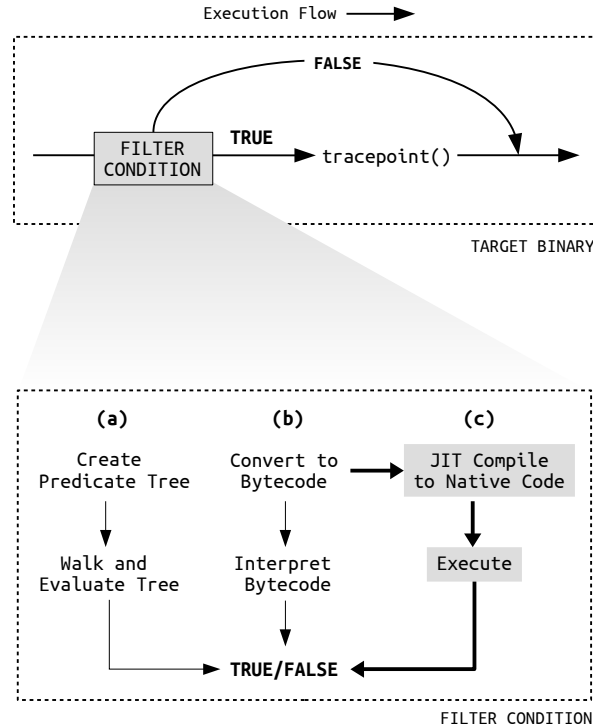 Execution Flow
FALSE
FILTER
CONDITION
TRUE
tracepoint()
TARGET BINARY
(a)
(b)
(c)
Create
Predicate Tree
Convert to
Bytecode
JIT Compile
to Native Code
Walk and
Evaluate Tree
Interpret
Bytecode
Execute
TRUE/FALSE
FILTER CONDITION